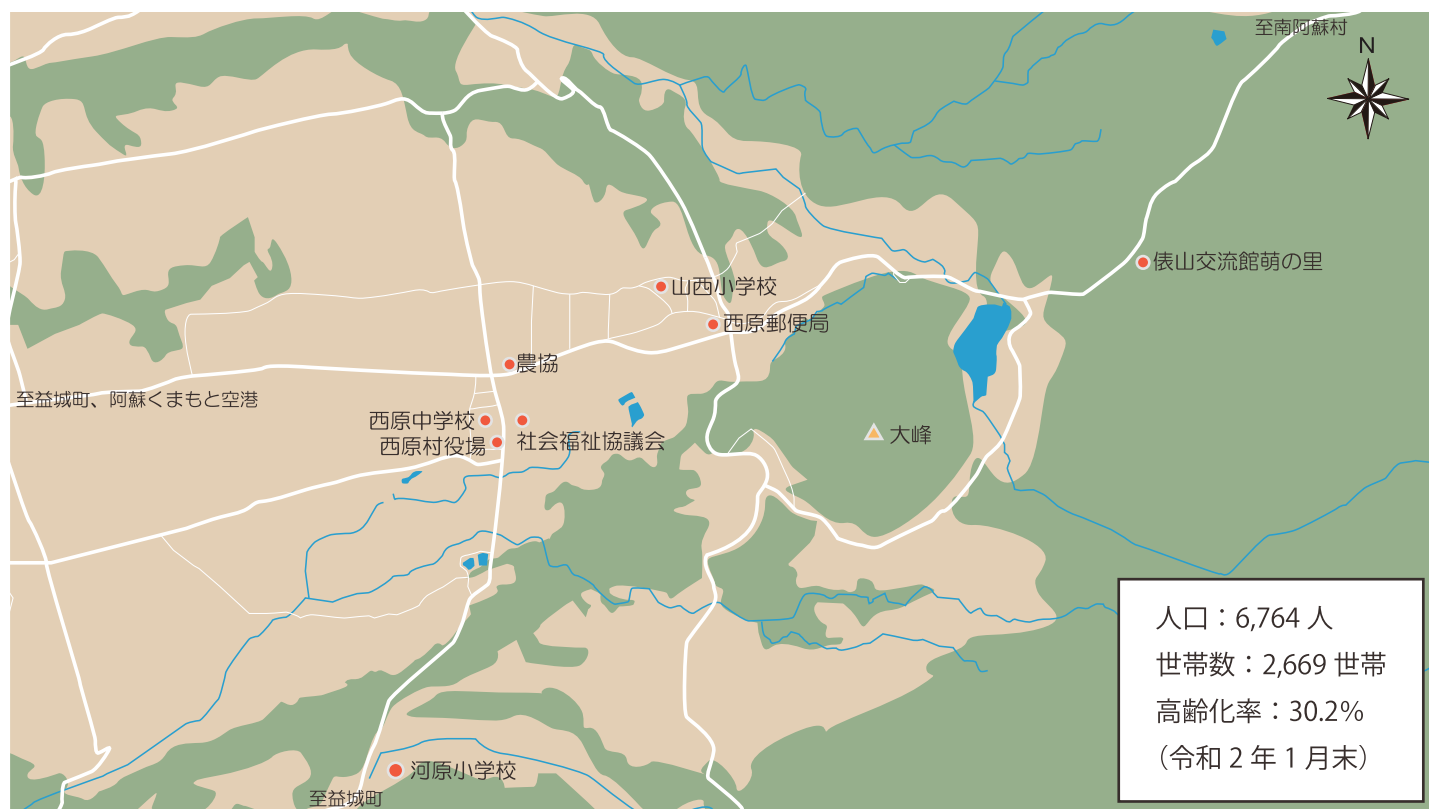 至南阿蘇村
N
俵山交流館萌の里
山西小学校
西原郵便局
農協
至益城町、阿蘇くまもと空港
西原中学校
社会福祉協議会
西原村役場
大峰
人口：6,764 人
世帯数：2,669 世帯
高齢化率：30.2%
（令和 2 年 1 月末）
河原小学校
至益城町